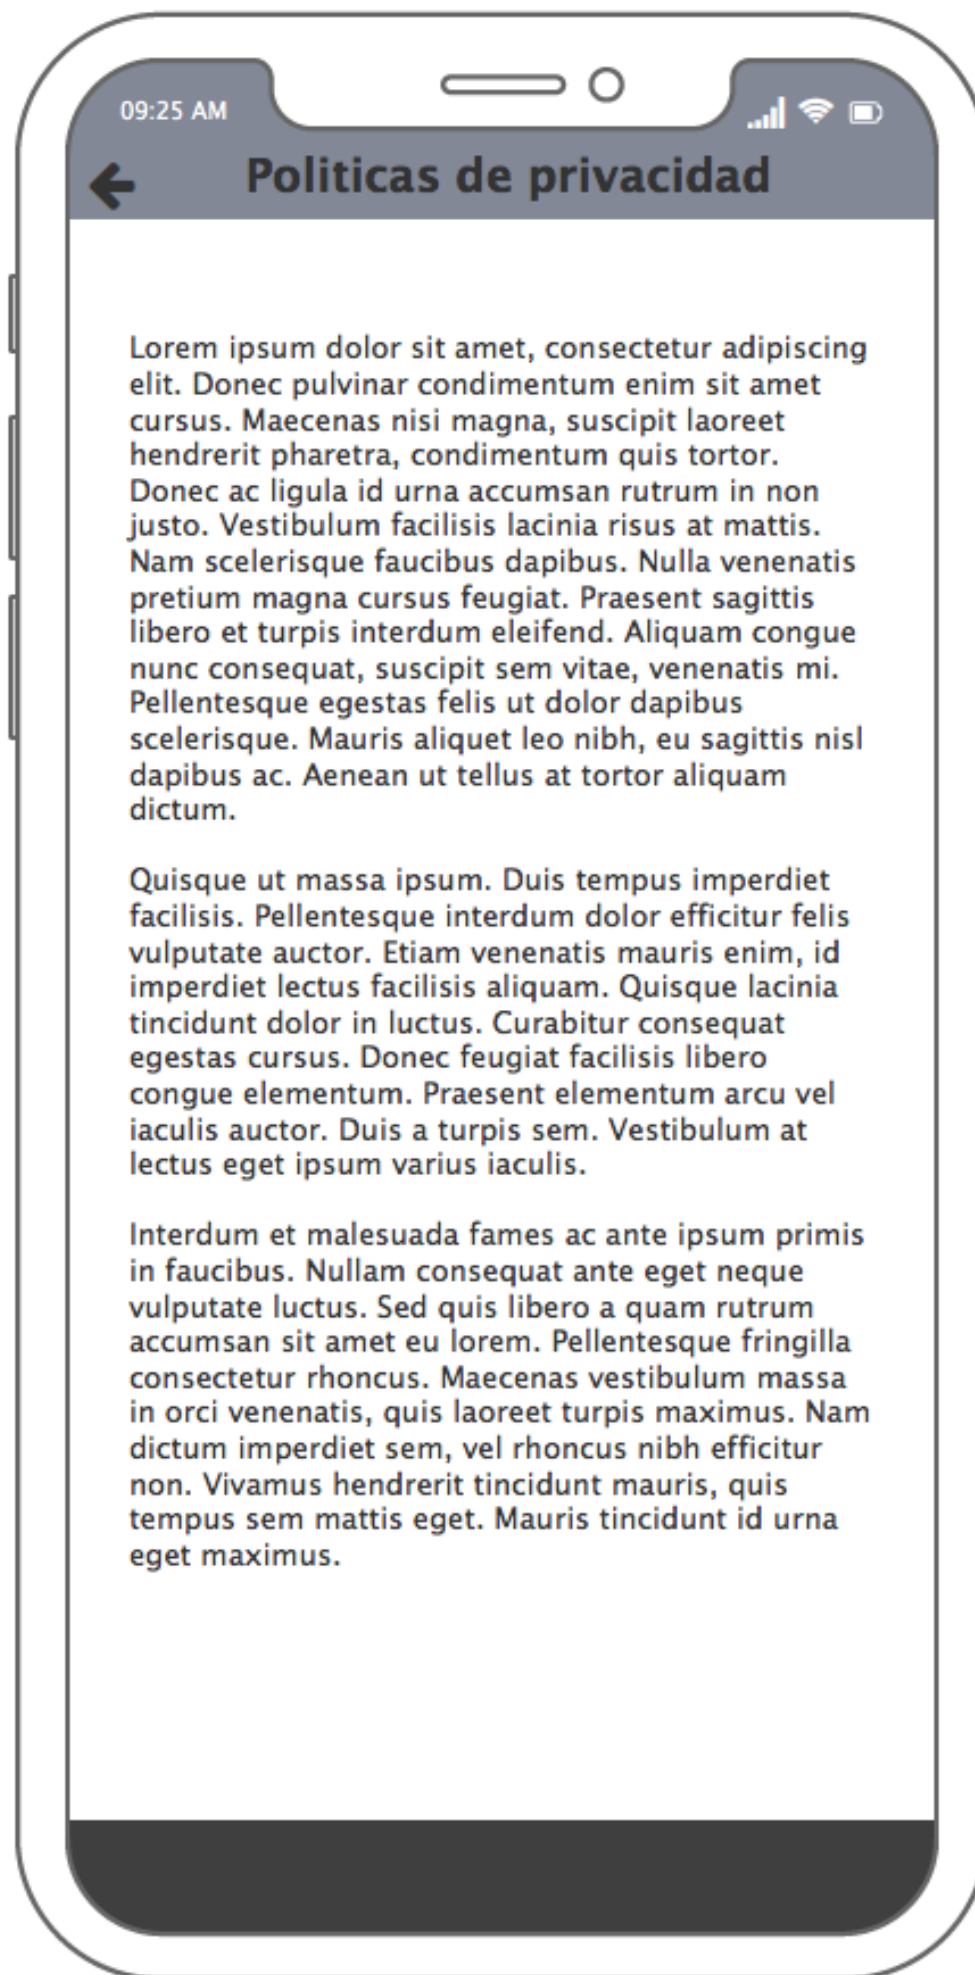 09:25 AM
Politicas de privacidad
Lorem ipsum dolor sit amet, consectetur adipiscing
elit. Donec pulvinar condimentum enim sit amet
cursus. Maecenas nisi magna, suscipit laoreet
hendrerit pharetra, condimentum quis tortor.
Donec ac ligula id urna accumsan rutrum in non
justo. Vestibulum facilisis lacinia risus at mattis.
Nam scelerisque faucibus dapibus. Nulla venenatis
pretium magna cursus feugiat. Praesent sagittis
libero et turpis interdum eleifend. Aliquam congue
nunc consequat, suscipit sem vitae, venenatis mi.
Pellentesque egestas felis ut dolor dapibus
scelerisque. Mauris aliquet leo nibh, eu sagittis nisl
dapibus ac. Aenean ut tellus at tortor aliquam
dictum.
Quisque ut massa ipsum. Duis tempus imperdiet
facilisis. Pellentesque interdum dolor efficitur felis
vulputate auctor. Etiam venenatis mauris enim, id
imperdiet lectus facilisis aliquam. Quisque lacinia
tincidunt dolor in luctus. Curabitur consequat
egestas cursus. Donec feugiat facilisis libero
congue elementum. Praesent elementum arcu vel
iaculis auctor. Duis a turpis sem. Vestibulum at
lectus eget ipsum varius iaculis.
Interdum et malesuada fames ac ante ipsum primis
in faucibus. Nullam consequat ante eget neque
vulputate luctus. Sed quis libero a quam rutrum
accumsan sit amet eu lorem. Pellentesque fringilla
consectetur rhoncus. Maecenas vestibulum massa
in orci venenatis, quis laoreet turpis maximus. Nam
dictum imperdiet sem, vel rhoncus nibh efficitur
non. Vivamus hendrerit tincidunt mauris, quis
tempus sem mattis eget. Mauris tincidunt id urna
eget maximus.